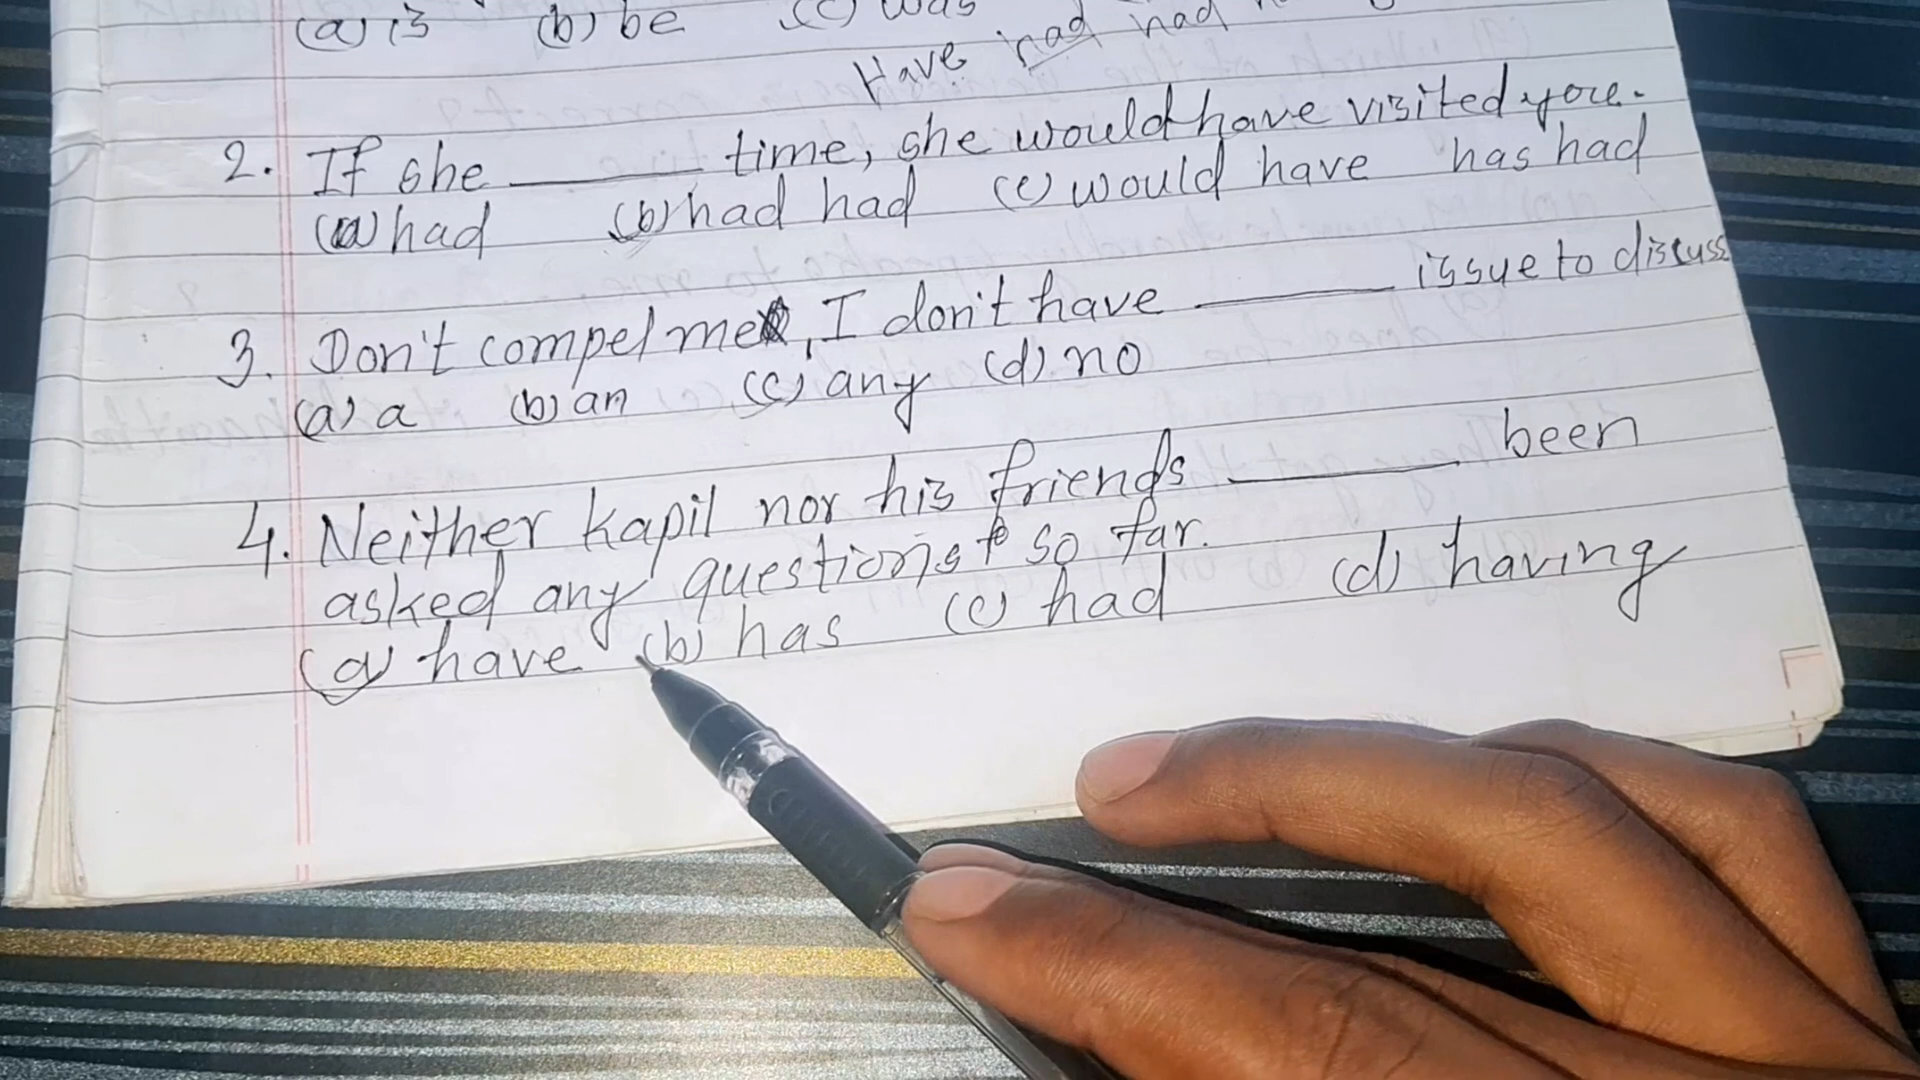 (a) is (b) be (c) was
Have had had
2. If she ______ time, she would have visited you.
(a) had (b) had had (c) would have has had
3. Don't compel me, I don't have ______ issue to discuss
(a) a (b) an (c) any (d) no
4. Neither Kapil nor his friends ______ been
asked any questions so far.
(a) have (b) has (c) had (d) having